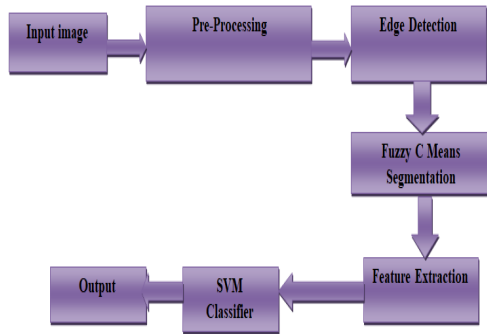 Input image
Pre-Processing
Edge Detection
Fuzzy C Means
Segmentation
Feature Extraction
SVM
Classifier
Output